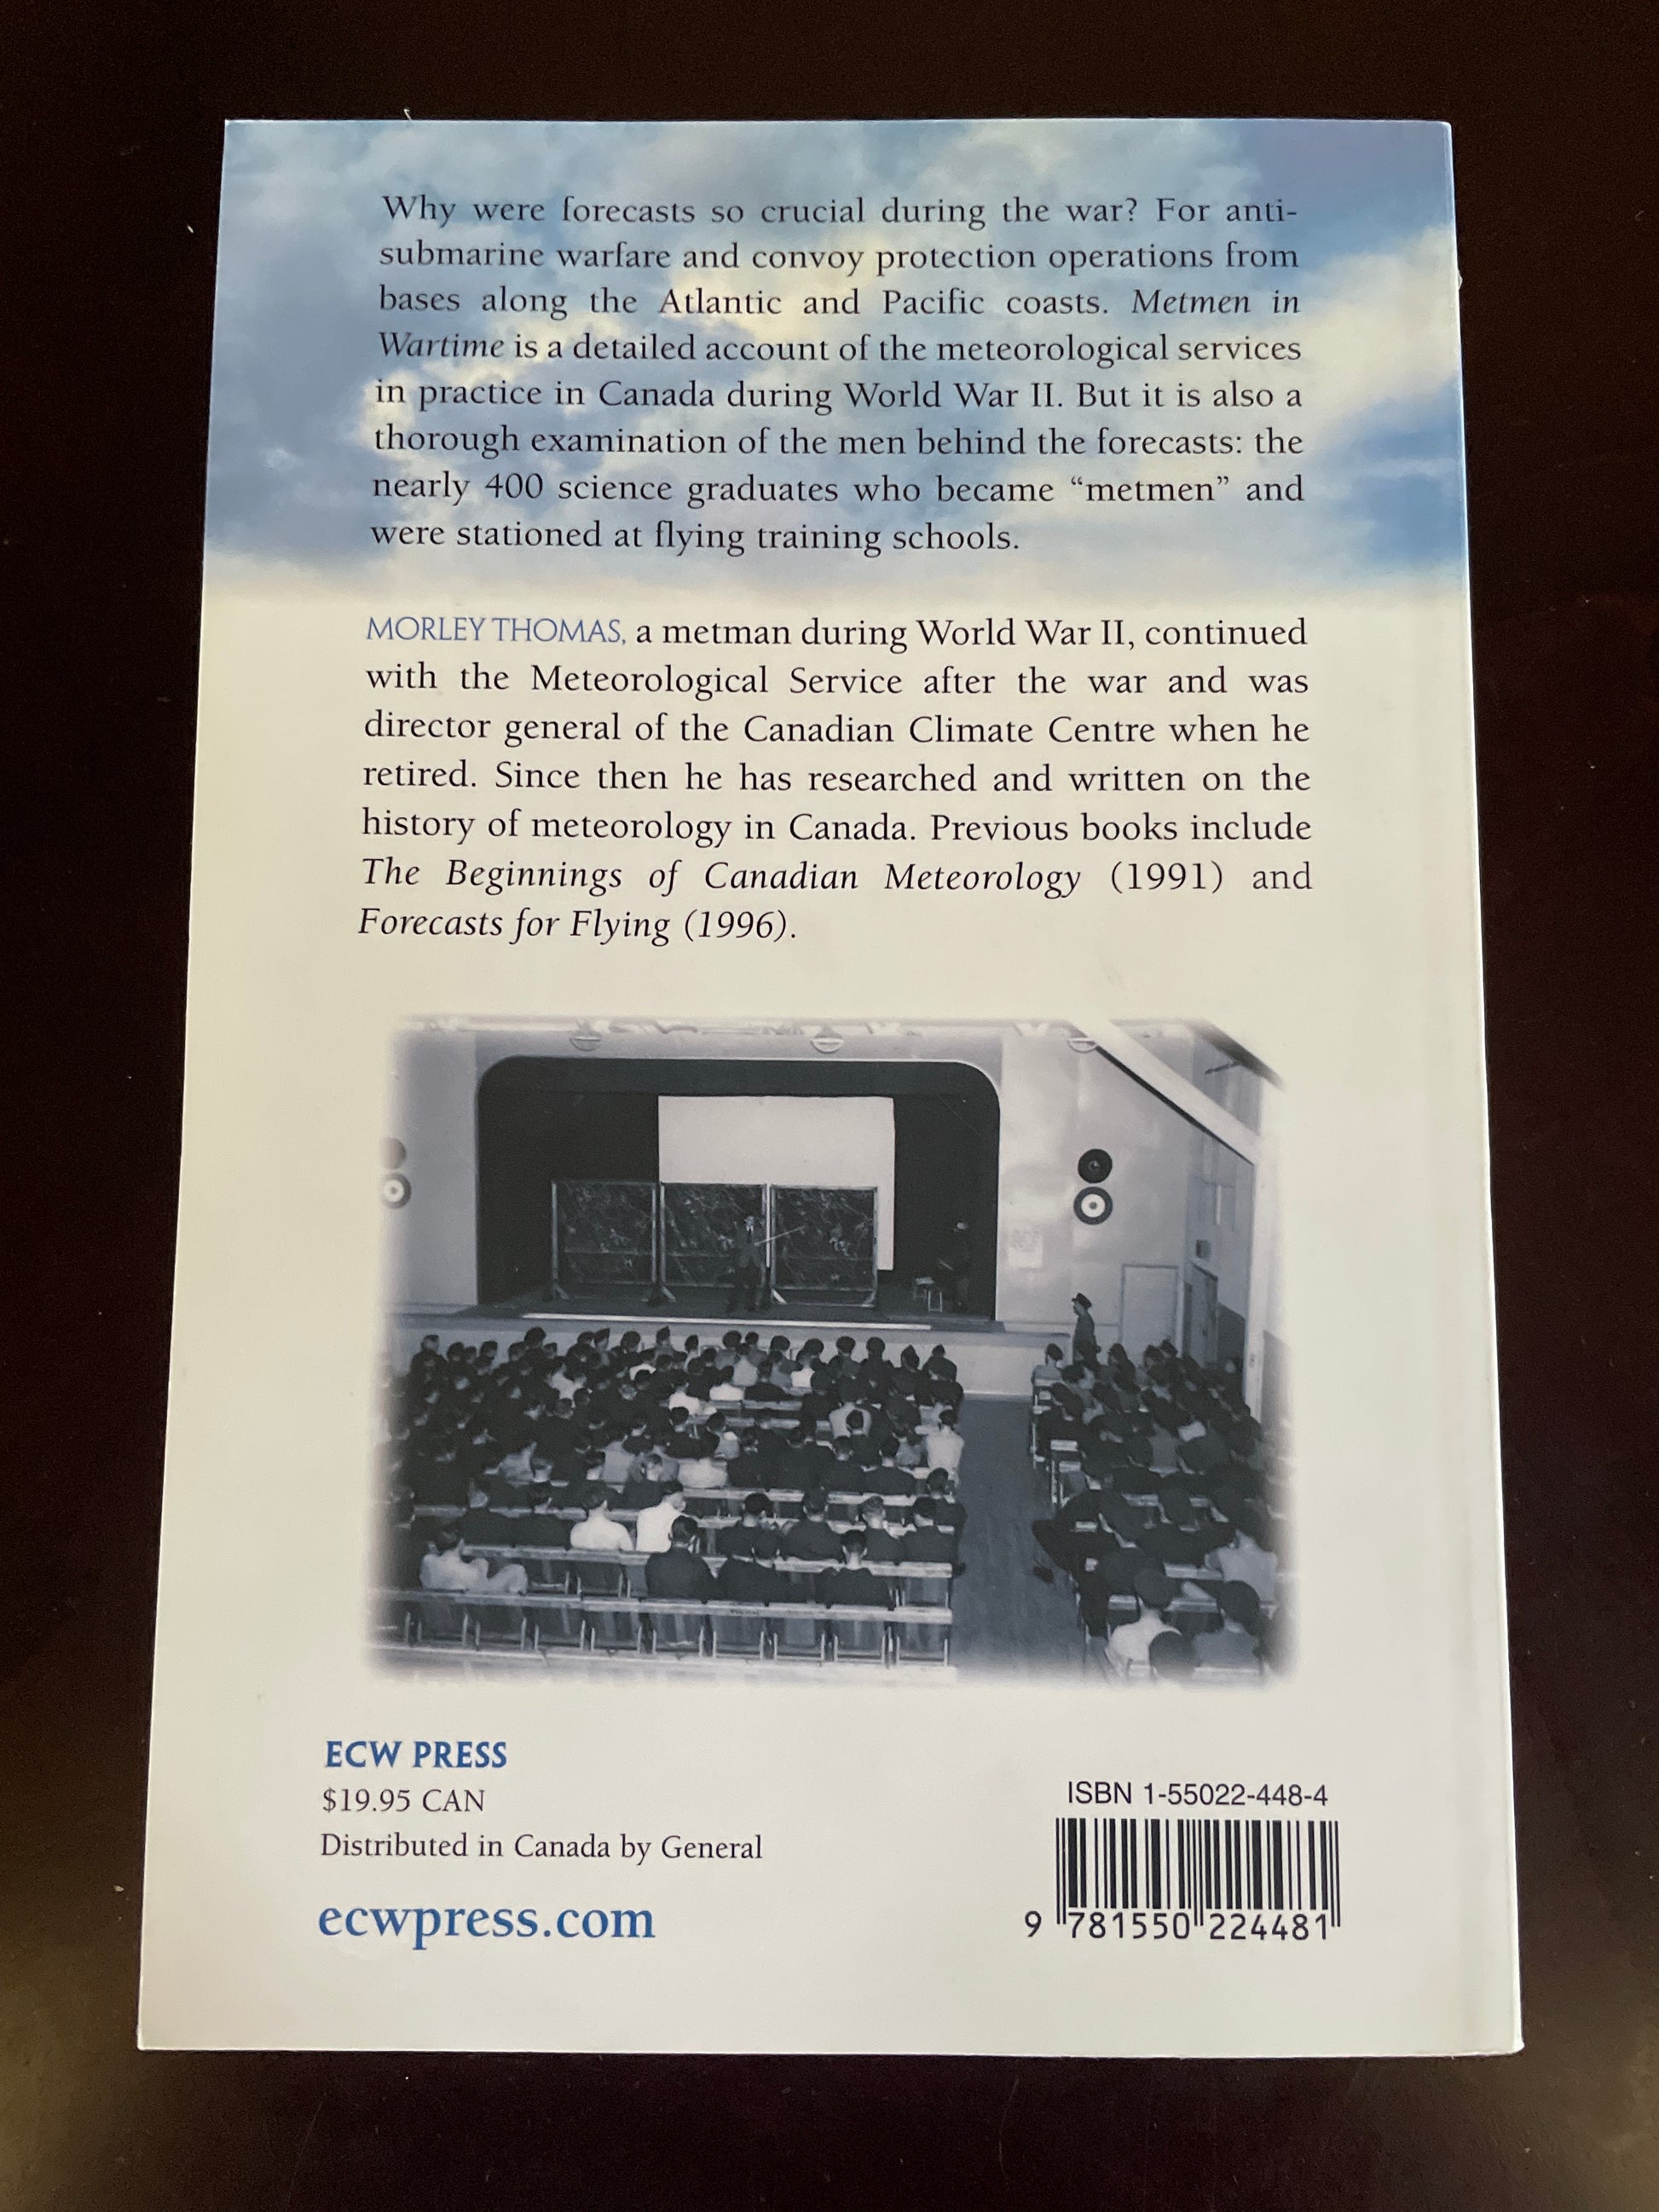 Why were forecasts so crucial during the war? For anti-
submarine warfare and convoy protection operations from
bases along the Atlantic and Pacific coasts. Metmen in
Wartime is a detailed account of the meteorological services
in practice in Canada during World War II. But it is also a
thorough examination of the men behind the forecasts: the
nearly 400 science graduates who became “metmen” and
were stationed at flying training schools.
MORLEY THOMAS, a metman during World War II, continued
with the Meteorological Service after the war and was
director general of the Canadian Climate Centre when he
retired. Since then he has researched and written on the
history of meteorology in Canada. Previous books include
The Beginnings of Canadian Meteorology (1991) and
Forecasts for Flying (1996).
ECW PRESS
$19.95 CAN
Distributed in Canada by General
ecwpress.com
ISBN 1-55022-448-4
9 781550 224481